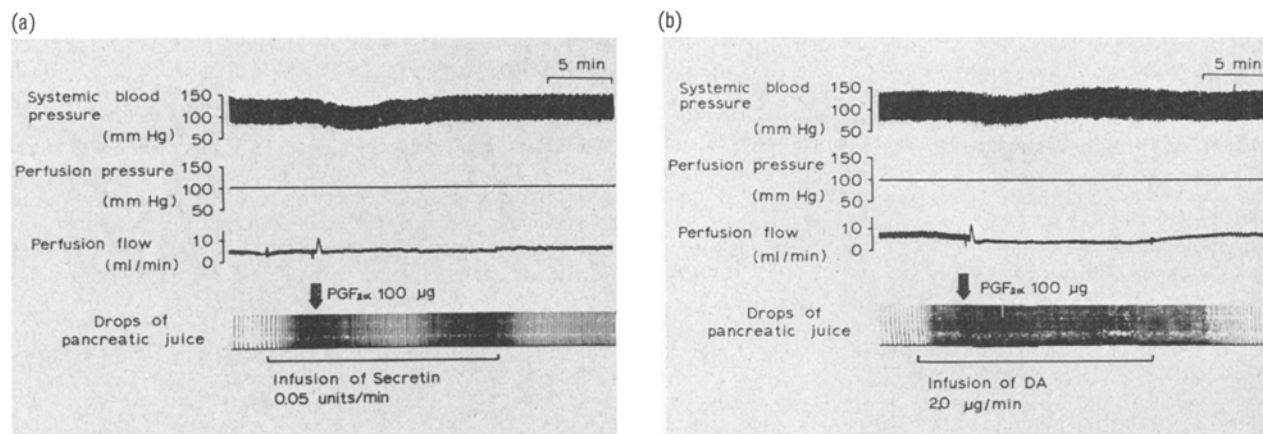 (a)
5 min
Systemic blood
pressure
(mm Hg)
150
100
50
Perfusion pressure
(mm Hg)
150
100
50
Perfusion flow
(ml/min)
10
0
PGF₂α 100 µg
Drops of
pancreatic juice
Infusion of Secretin
0.05 units/min
(b)
5 min
Systemic blood
pressure
(mm Hg)
150
100
50
Perfusion pressure
(mm Hg)
150
100
50
Perfusion flow
(ml/min)
10
0
PGF₂α 100 µg
Drops of
pancreatic juice
Infusion of DA
2.0 µg/min